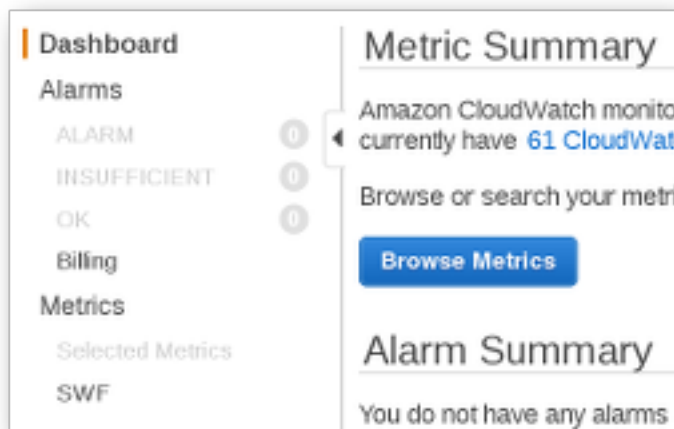 Dashboard
Alarms
ALARM 0
INSUFFICIENT 0
OK 0
Billing
Metrics
Selected Metrics
SWF
Metric Summary
Amazon CloudWatch monito
currently have 61 CloudWat
Browse or search your metri
Browse Metrics
Alarm Summary
You do not have any alarms